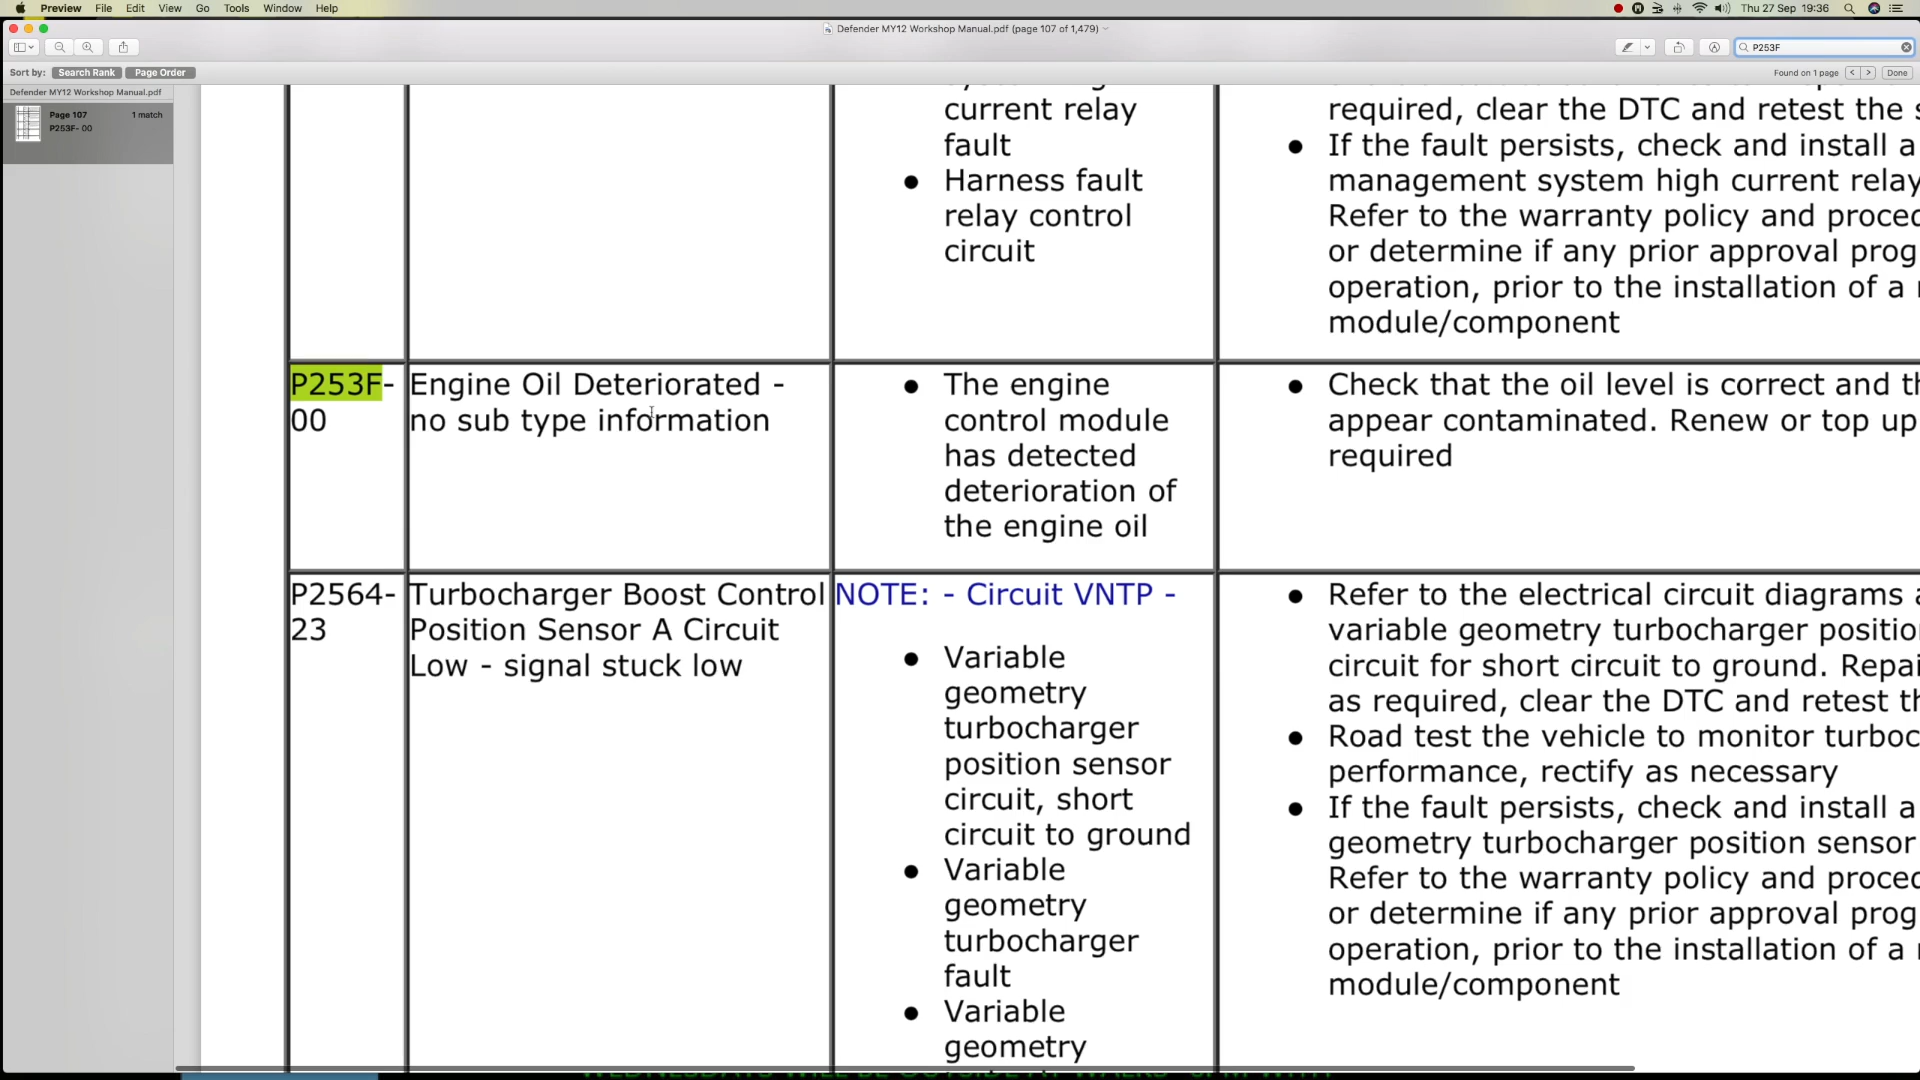 Preview File Edit View Go Tools Window Help
Thu 27 Sep 19:36
Defender MY12 Workshop Manual.pdf (page 107 of 1,479)
P253F
Sort by: Search Rank Page Order
Found on 1 page
Done
Defender MY12 Workshop Manual.pdf
Page 107 1 match
P253F- 00
current relay
fault
Harness fault
relay control
circuit
required, clear the DTC and retest the
If the fault persists, check and install a
management system high current relay
Refer to the warranty policy and proced
or determine if any prior approval prog
operation, prior to the installation of a
module/component
P253F-
00
Engine Oil Deteriorated -
no sub type information
The engine
control module
has detected
deterioration of
the engine oil
Check that the oil level is correct and th
appear contaminated. Renew or top up
required
P2564-
23
Turbocharger Boost Control
Position Sensor A Circuit
Low - signal stuck low
NOTE: - Circuit VNTP -
Variable
geometry
turbocharger
position sensor
circuit, short
circuit to ground
Variable
geometry
turbocharger
fault
Variable
geometry
Refer to the electrical circuit diagrams a
variable geometry turbocharger positio
circuit for short circuit to ground. Repai
as required, clear the DTC and retest th
Road test the vehicle to monitor turboc
performance, rectify as necessary
If the fault persists, check and install a
geometry turbocharger position sensor
Refer to the warranty policy and proced
or determine if any prior approval prog
operation, prior to the installation of a
module/component